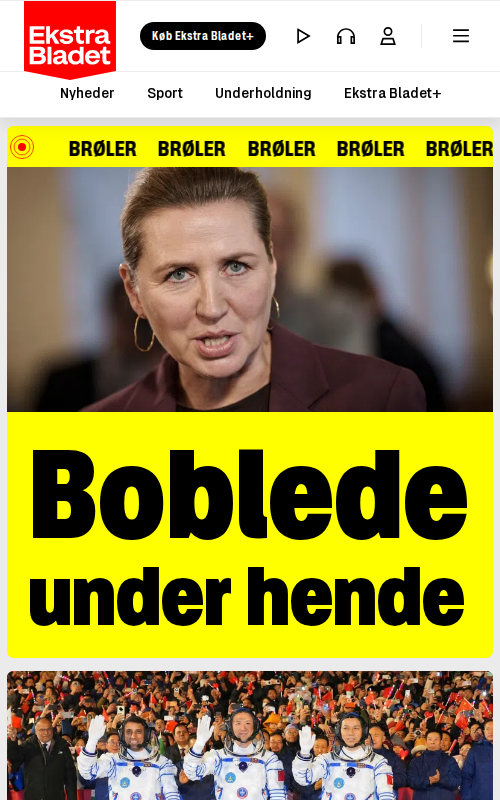 Ekstra
Bladet
Køb Ekstra Bladet+
Nyheder Sport Underholdning Ekstra Bladet+
BRØLER BRØLER BRØLER BRØLER BRØLER
Boblede
under hende